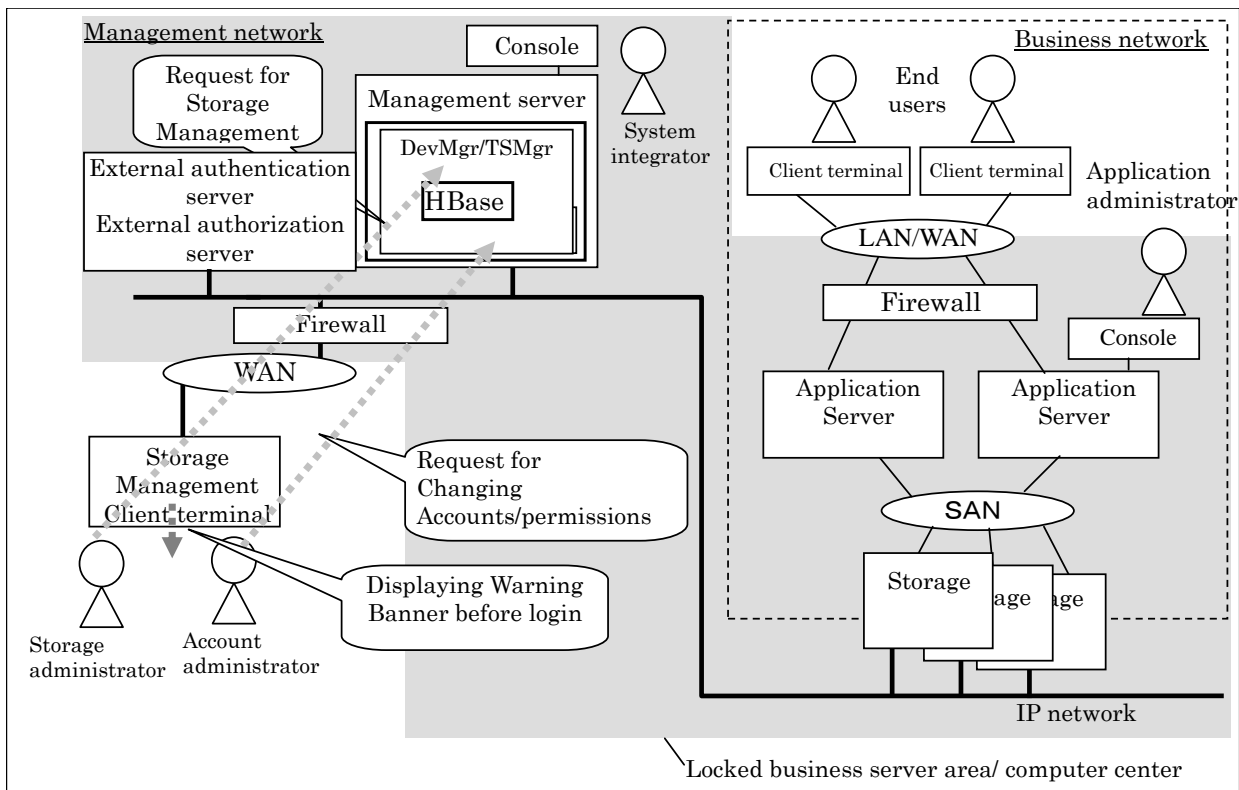 Management network
Console
Request for
Storage
Management
Management server
System
integrator
DevMgr/TSMgr
HBase
External authentication
server
External authorization
server
Firewall
WAN
Storage
Management
Client terminal
Request for
Changing
Accounts/permissions
Displaying Warning
Banner before login
Storage
administrator
Account
administrator
Business network
End
users
Client terminal
Client terminal
Application
administrator
LAN/WAN
Firewall
Console
Application
Server
Application
Server
SAN
Storage
age
age
IP network
Locked business server area/ computer center